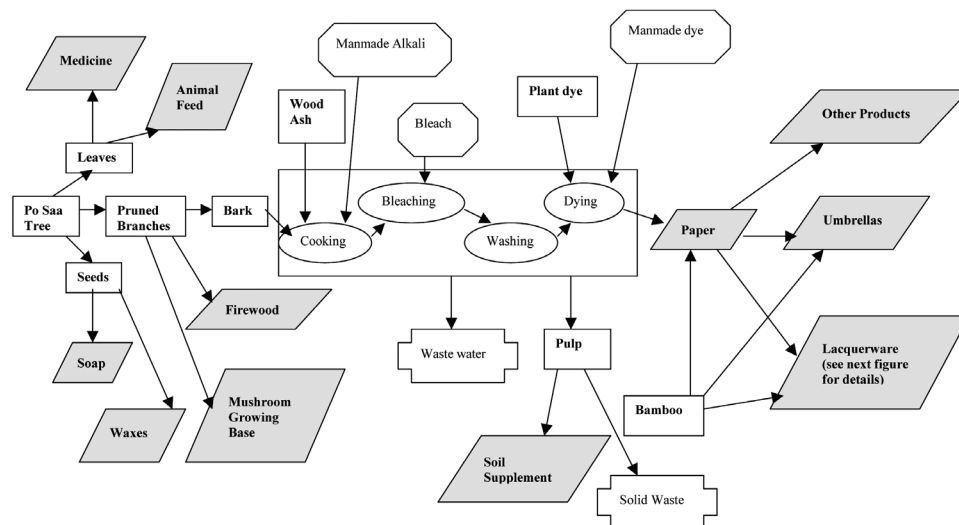 Manmade Alkali
Manmade dye
Medicine
Animal
Feed
Wood
Ash
Plant dye
Other Products
Bleach
Leaves
Po Saa
Tree
Pruned
Branches
Bark
Bleaching
Dying
Cooking
Washing
Paper
Umbrellas
Seeds
Firewood
Waste water
Pulp
Soap
Lacquerware
(see next figure
for details)
Mushroom
Growing
Base
Bamboo
Waxes
Soil
Supplement
Solid Waste